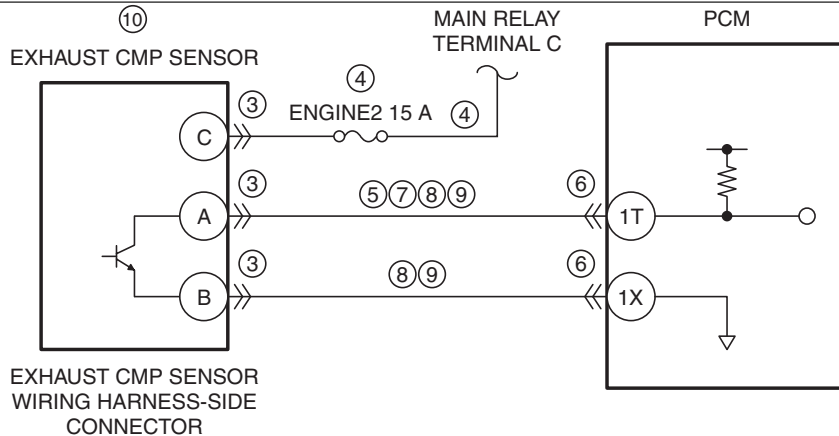 ⑩
EXHAUST CMP SENSOR
MAIN RELAY
TERMINAL C
PCM
④
③
ENGINE2 15 A
④
C
③
⑤⑦⑧⑨
⑥
A
1T
③
⑧⑨
⑥
B
1X
EXHAUST CMP SENSOR
WIRING HARNESS-SIDE
CONNECTOR